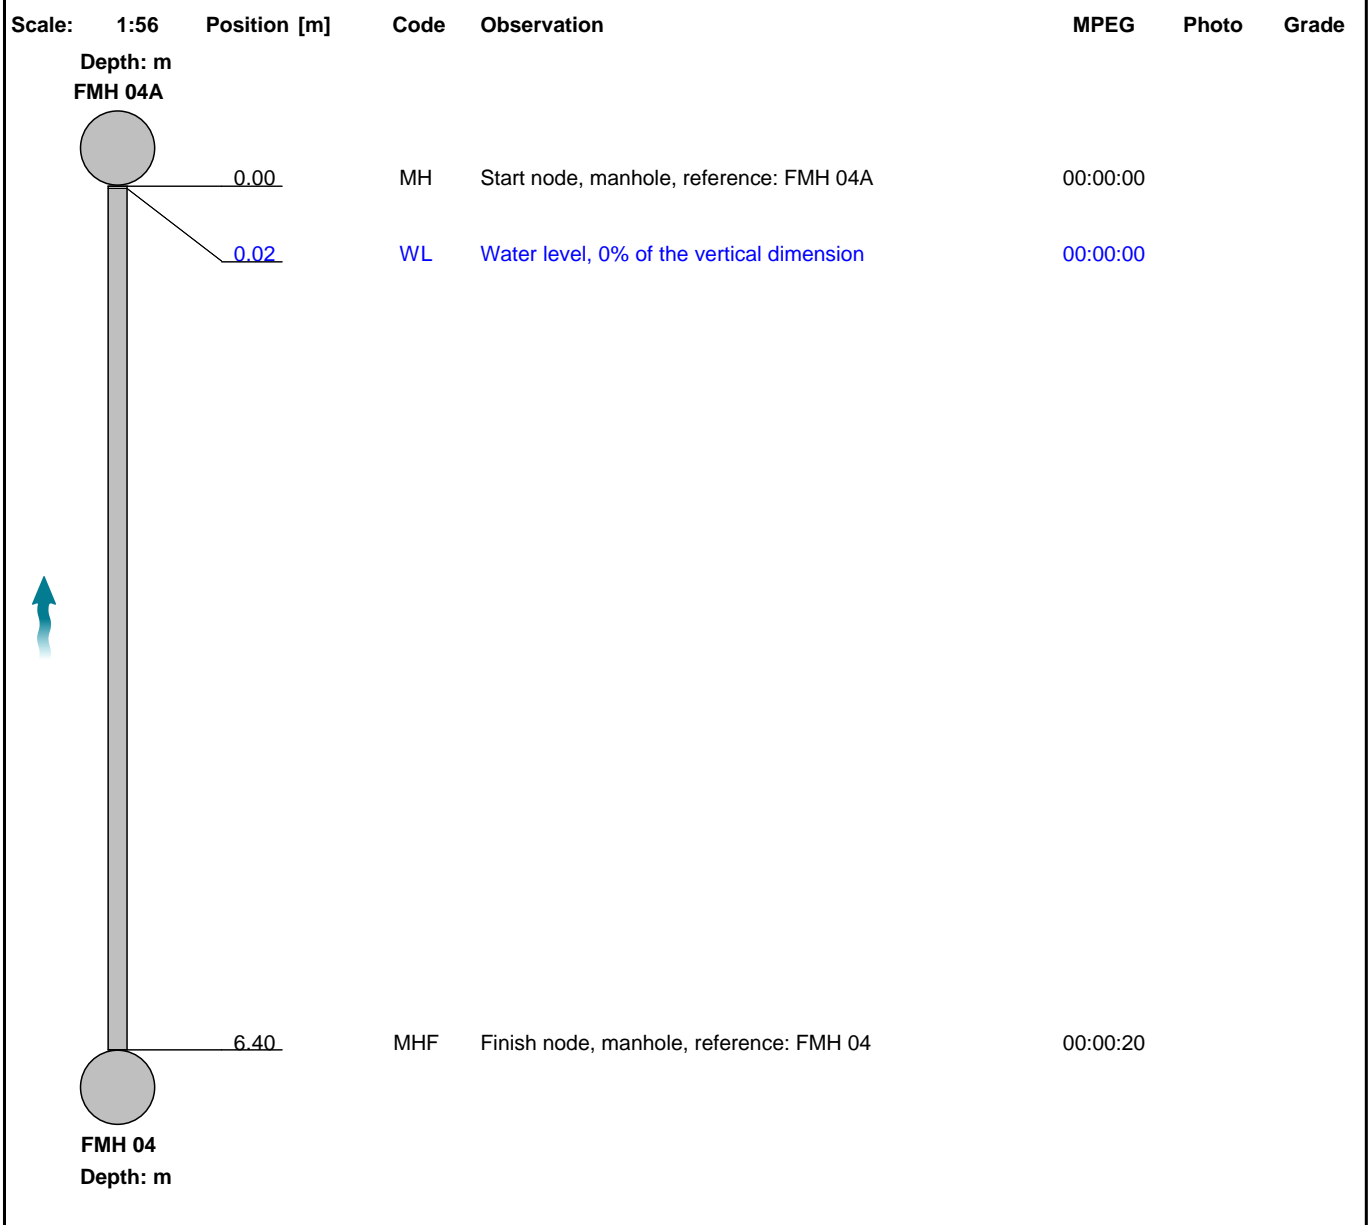 Scale: 1:56 Position [m] Code Observation MPEG Photo Grade
Depth: m
FMH 04A
0.00 MH Start node, manhole, reference: FMH 04A 00:00:00
0.02 WL Water level, 0% of the vertical dimension 00:00:00
6.40 MHF Finish node, manhole, reference: FMH 04 00:00:20
FMH 04
Depth: m